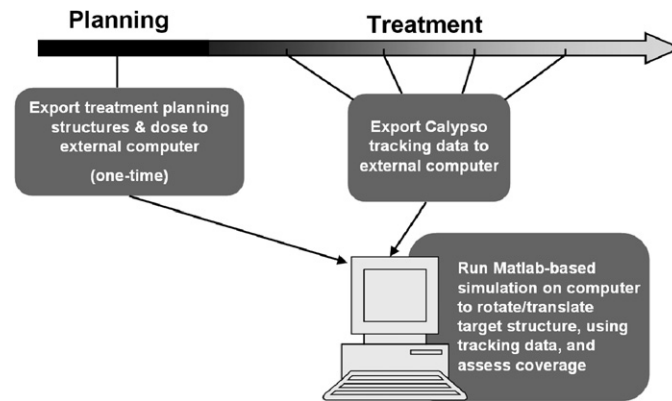 Planning
Treatment
Export treatment planning
structures & dose to
external computer
(one-time)
Export Calypso
tracking data to
external computer
Run Matlab-based
simulation on computer
to rotate/translate
target structure, using
tracking data, and
assess coverage